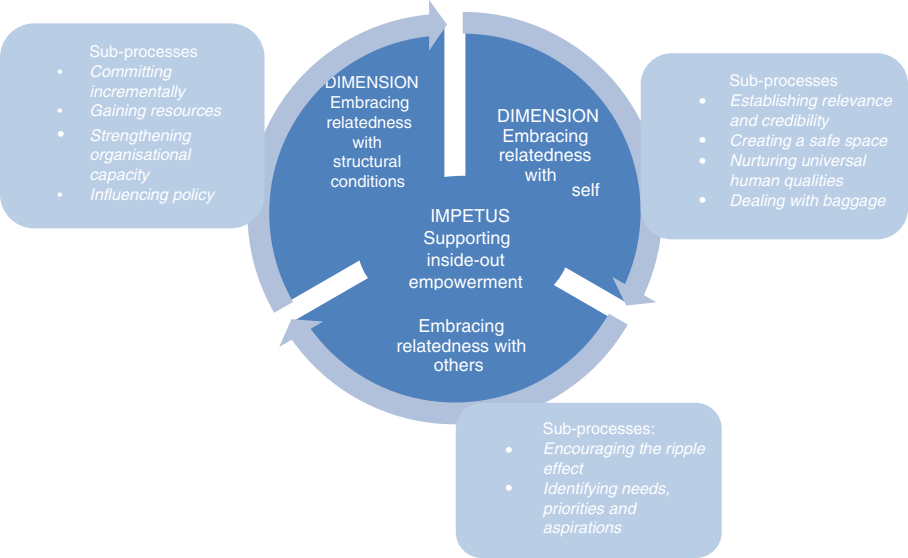 Sub-processes
• Committing
incrementally
• Gaining resources
• Strengthening
organisational
capacity
• Influencing policy
DIMENSION
Embracing
relatedness
with
structural
conditions
DIMENSION
Embracing
relatedness
with
self
Sub-processes
• Establishing relevance
and credibility
• Creating a safe space
• Nurturing universal
human qualities
• Dealing with baggage
IMPETUS
Supporting
inside-out
empowerment
Embracing
relatedness with
others
Sub-processes:
• Encouraging the ripple
effect
• Identifying needs,
priorities and
aspirations